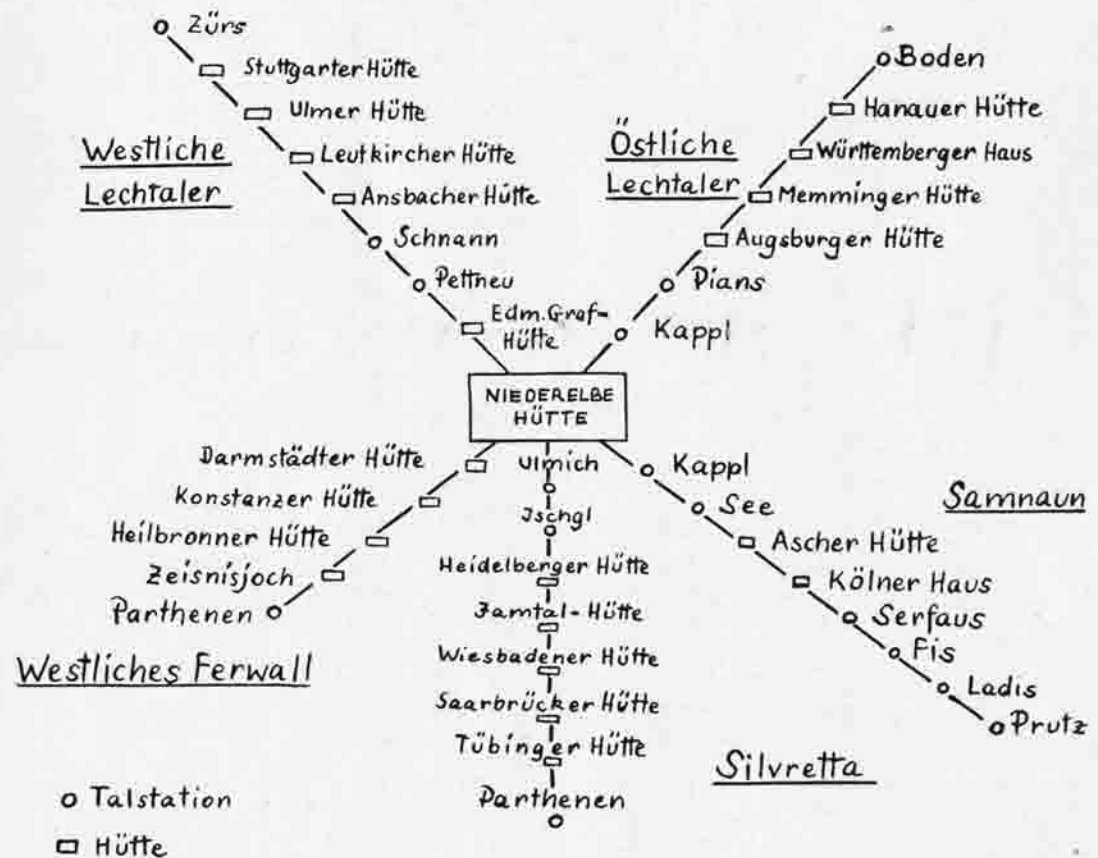 Zürs
Stuttgarter Hütte
Ulmer Hütte
Leutkircher Hütte
Ansbacher Hütte
Schnann
Pettneu
Edm. Graf-
Hütte
Westliche
Lechtaler
Boden
Hanauer Hütte
Württemberger Haus
Memminger Hütte
Augsburger Hütte
Pians
Kappl
Östliche
Lechtaler
NIEDERELBE
HÜTTE
Darmstädter Hütte
Konstanzer Hütte
Heilbronner Hütte
Zeisnisjoch
Parthenen
Westliches Ferwall
Ulmich
Ischgl
Heidelberger Hütte
Jamtal-Hütte
Wiesbadener Hütte
Saarbrücker Hütte
Tübinger Hütte
Parthenen
Silvretta
Kappl
See
Ascher Hütte
Kölner Haus
Serfaus
Fis
Ladis
Prutz
Samnaun
Talstation
Hütte